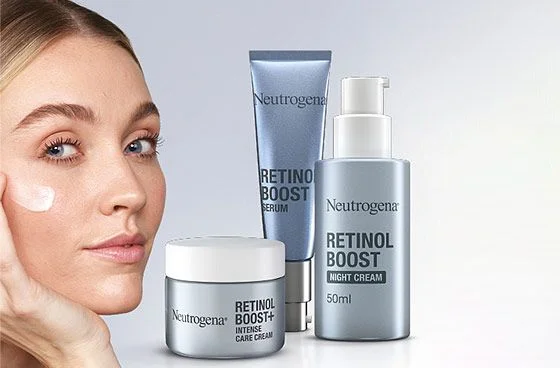 Neutrogena
RETINOL
BOOST
SERUM
Neutrogena®
RETINOL
BOOST
NIGHT CREAM
50ml
Neutrogena®
RETINOL
BOOST+
INTENSE
CARE CREAM